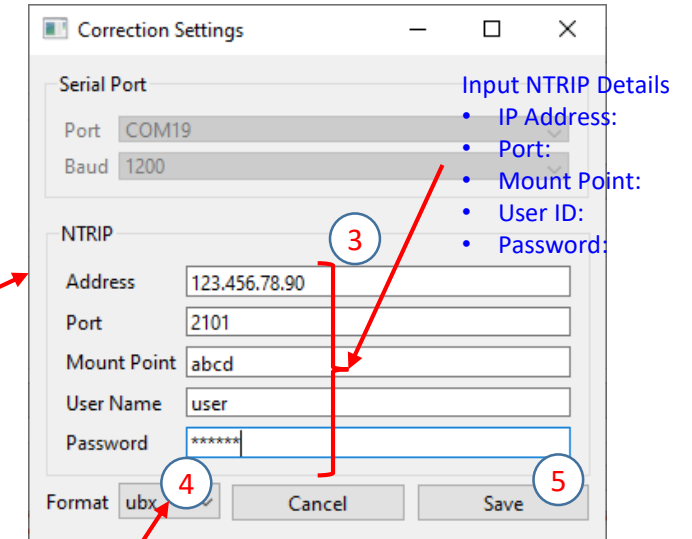 Correction Settings
Serial Port
Input NTRIP Details
Port COM19
• IP Address:
Baud 1200
• Port:
• Mount Point:
• User ID:
• Password:
NTRIP
3
Address 123.456.78.90
Port 2101
Mount Point abcd
User Name user
Password ******
4
5
Format ubx Cancel Save